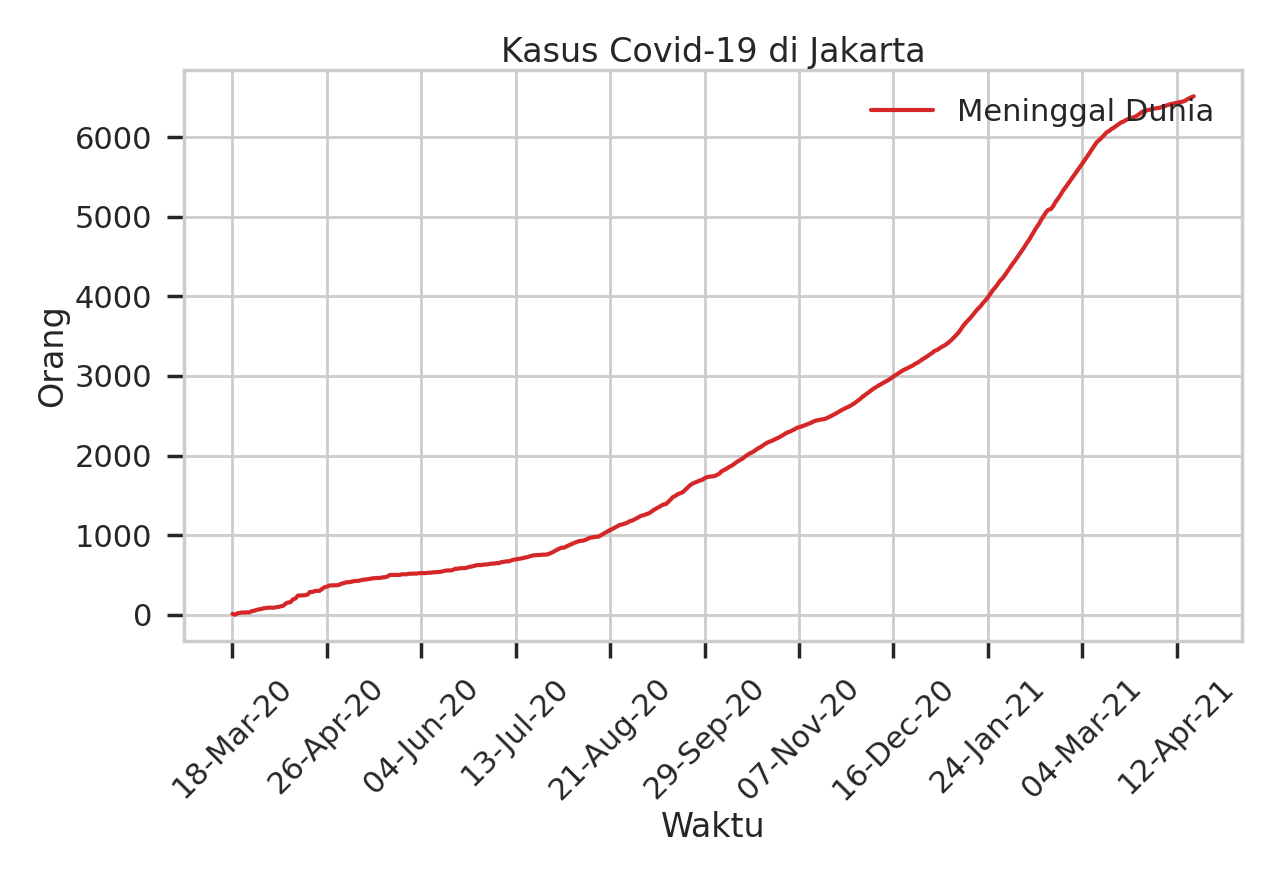 Kasus Covid-19 di Jakarta
Meninggal Dunia
Orang
6000
5000
4000
3000
2000
1000
0
18-Mar-20
26-Apr-20
04-Jun-20
13-Jul-20
21-Aug-20
29-Sep-20
07-Nov-20
16-Dec-20
24-Jan-21
04-Mar-21
12-Apr-21
Waktu